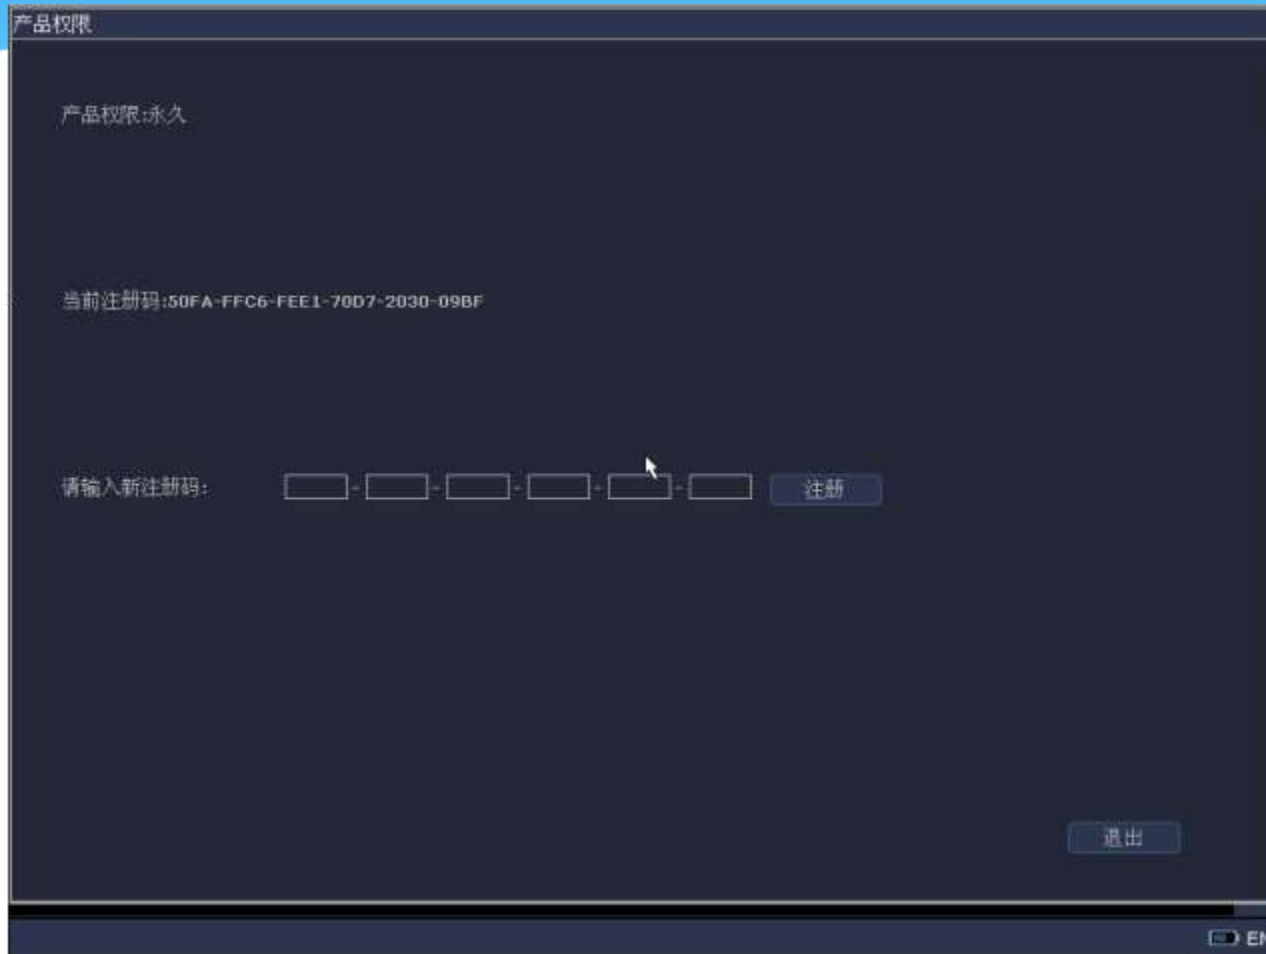 产品权限
产品权限:永久
当前注册码:50FA-FFC6-FEE1-70D7-2030-09BF
请输入新注册码: - - - - - 注册
退出
EN